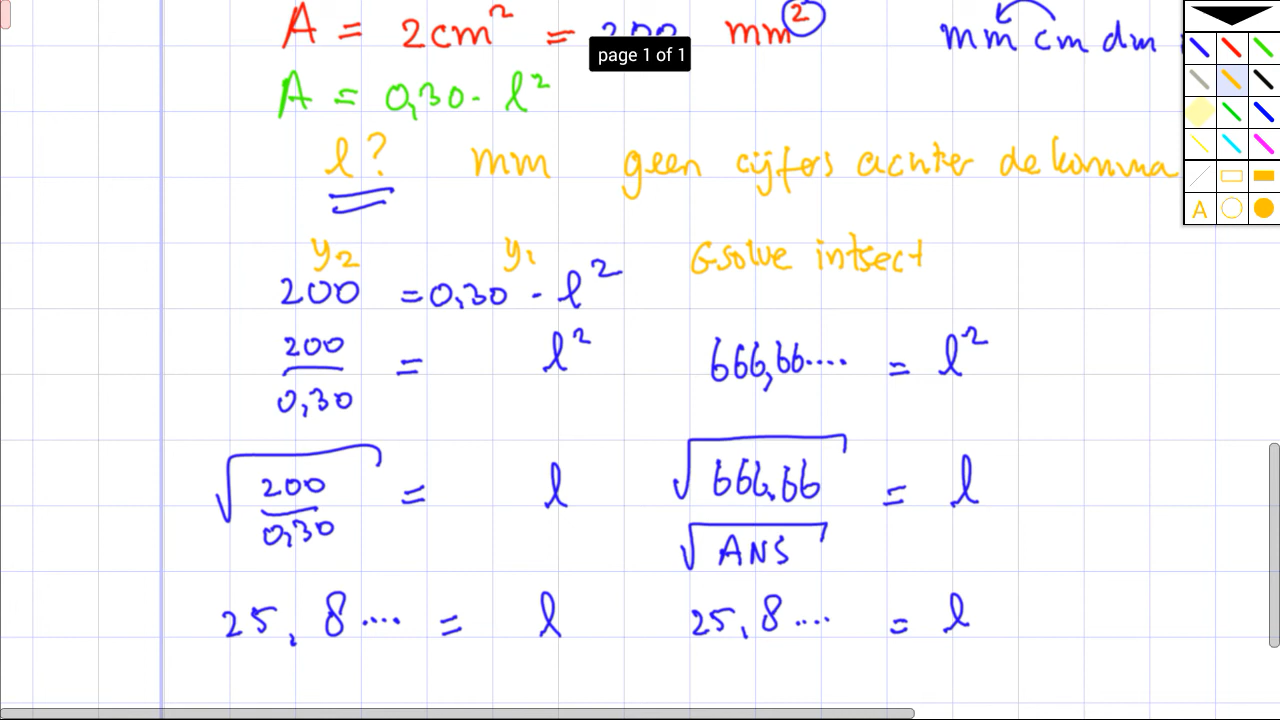 A = 2cm² = 200 mm²
mm cm dm
page 1 of 1
A = 0,30 · l²
l? mm geen cijfers achter de komma
y₂ y₁ Gsolve intsect
200 = 0,30 · l²
200/0,30 = l² 666,66.... = l²
√(200/0,30) = l √666,66 = l
√ANS
25,8.... = l 25,8.... = l
A